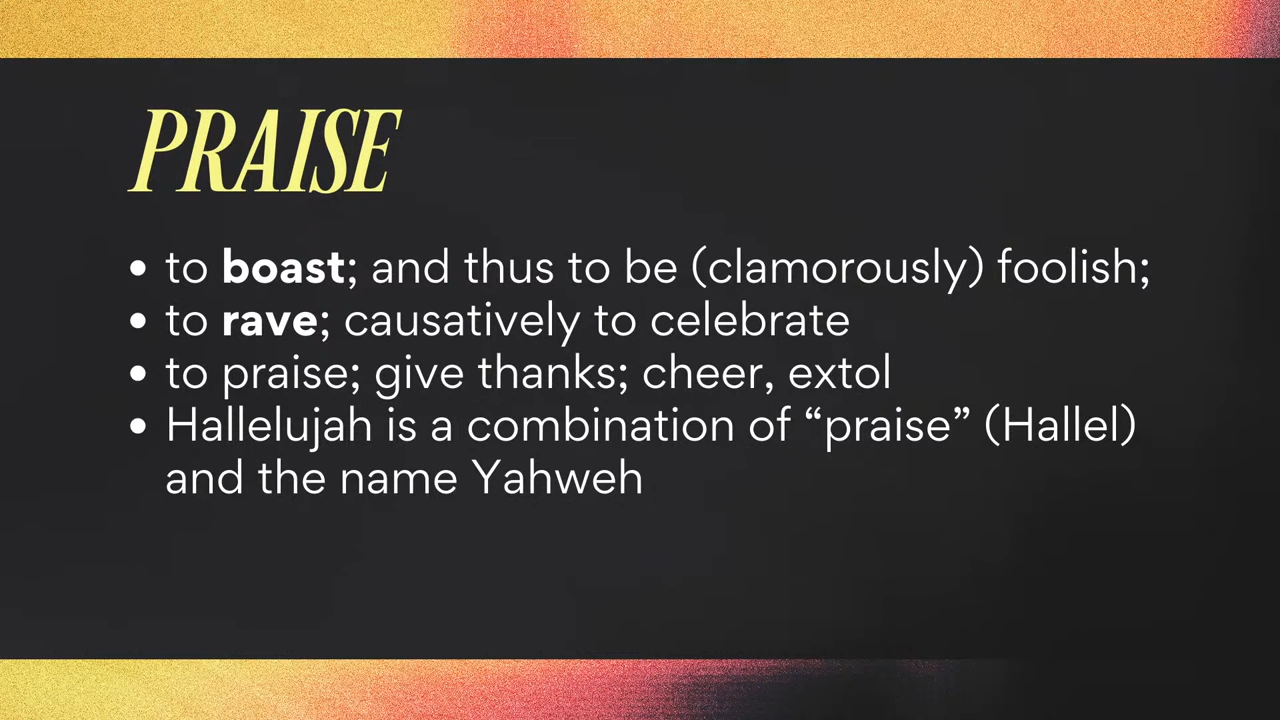 PRAISE
• to boast; and thus to be (clamorously) foolish;
• to rave; causatively to celebrate
• to praise; give thanks; cheer, extol
• Hallelujah is a combination of “praise” (Hallel)
and the name Yahweh